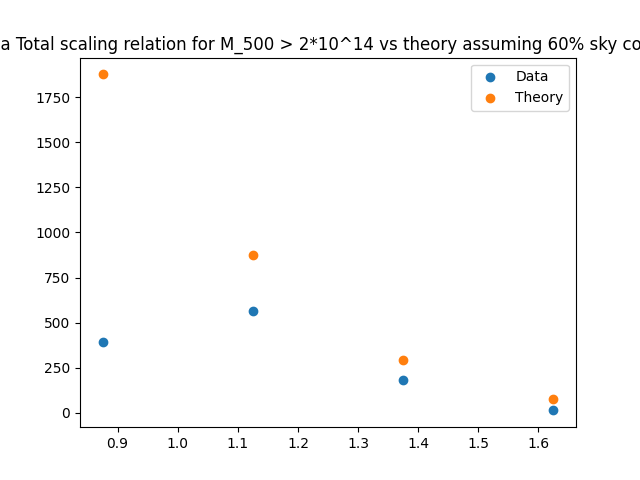 a Total scaling relation for M_500 > 2*10^14 vs theory assuming 60% sky co
Data
Theory
1750
1500
1250
1000
750
500
250
0
0.9 1.0 1.1 1.2 1.3 1.4 1.5 1.6